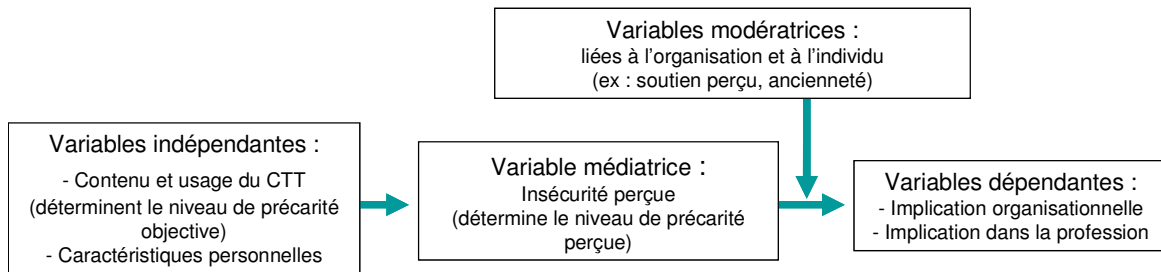 Variables modératrices :
liées à l'organisation et à l'individu
(ex : soutien perçu, ancienneté)
Variables indépendantes :
- Contenu et usage du CTT
(déterminent le niveau de précarité
objective)
- Caractéristiques personnelles
Variable médiatrice :
Insécurité perçue
(détermine le niveau de précarité
perçue)
Variables dépendantes :
- Implication organisationnelle
- Implication dans la profession